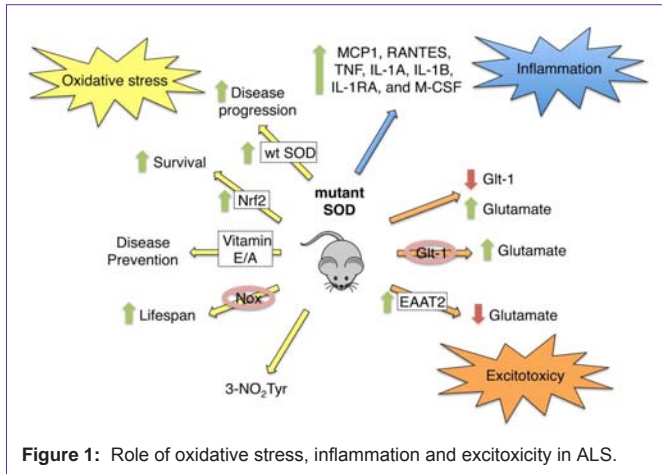 Oxidative stress
Disease
progression
wt SOD
MCP1, RANTES,
TNF, IL-1A, IL-1B,
IL-1RA, and M-CSF
Inflammation
Survival
Nrf2
mutant
SOD
Glt-1
Glutamate
Disease
Prevention
Vitamin
E/A
Glt-1
Glutamate
Nox
Lifespan
EAAT2
Glutamate
3-NO₂Tyr
Excitotoxicity
Figure 1: Role of oxidative stress, inflammation and excitoxicity in ALS.